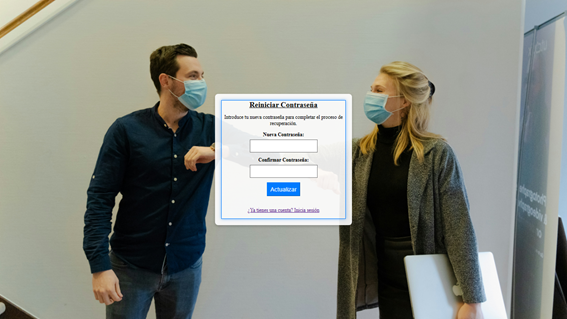 Reiniciar Contraseña
Introduce tu nueva contraseña para completar el proceso de
recuperación.
Nueva Contraseña:
Confirmar Contraseña:
Actualizar
¿Ya tienes una cuenta? Inicia sesión